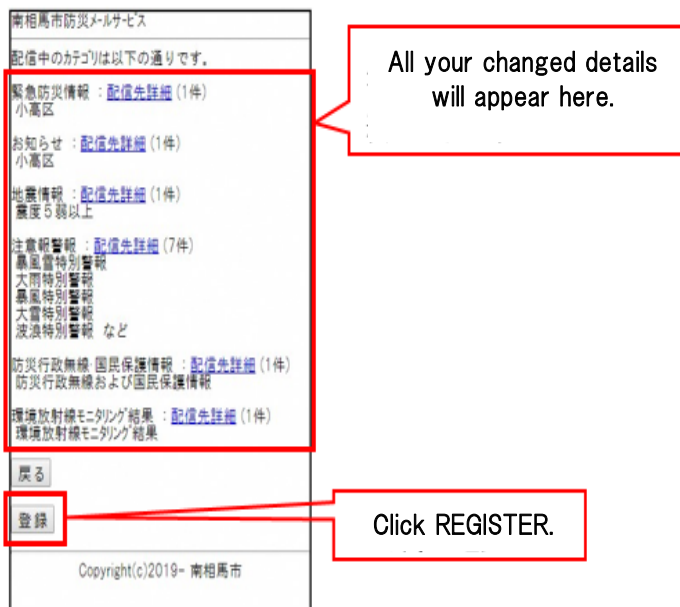 南相馬市防災メールサービス
配信中のカテゴリは以下の通りです。
緊急防災情報 : 配信先詳細 (1件)
小高区
お知らせ : 配信先詳細 (1件)
小高区
地震情報 : 配信先詳細 (1件)
震度5弱以上
注意報警報 : 配信先詳細 (7件)
暴風雪特別警報
大雨特別警報
暴風特別警報
大雪特別警報
波浪特別警報 など
防災行政無線・国民保護情報 : 配信先詳細 (1件)
防災行政無線および国民保護情報
環境放射線モニタリング結果 : 配信先詳細 (1件)
環境放射線モニタリング結果
戻る
登録
Copyright(c)2019- 南相馬市
All your changed details
will appear here.
Click REGISTER.